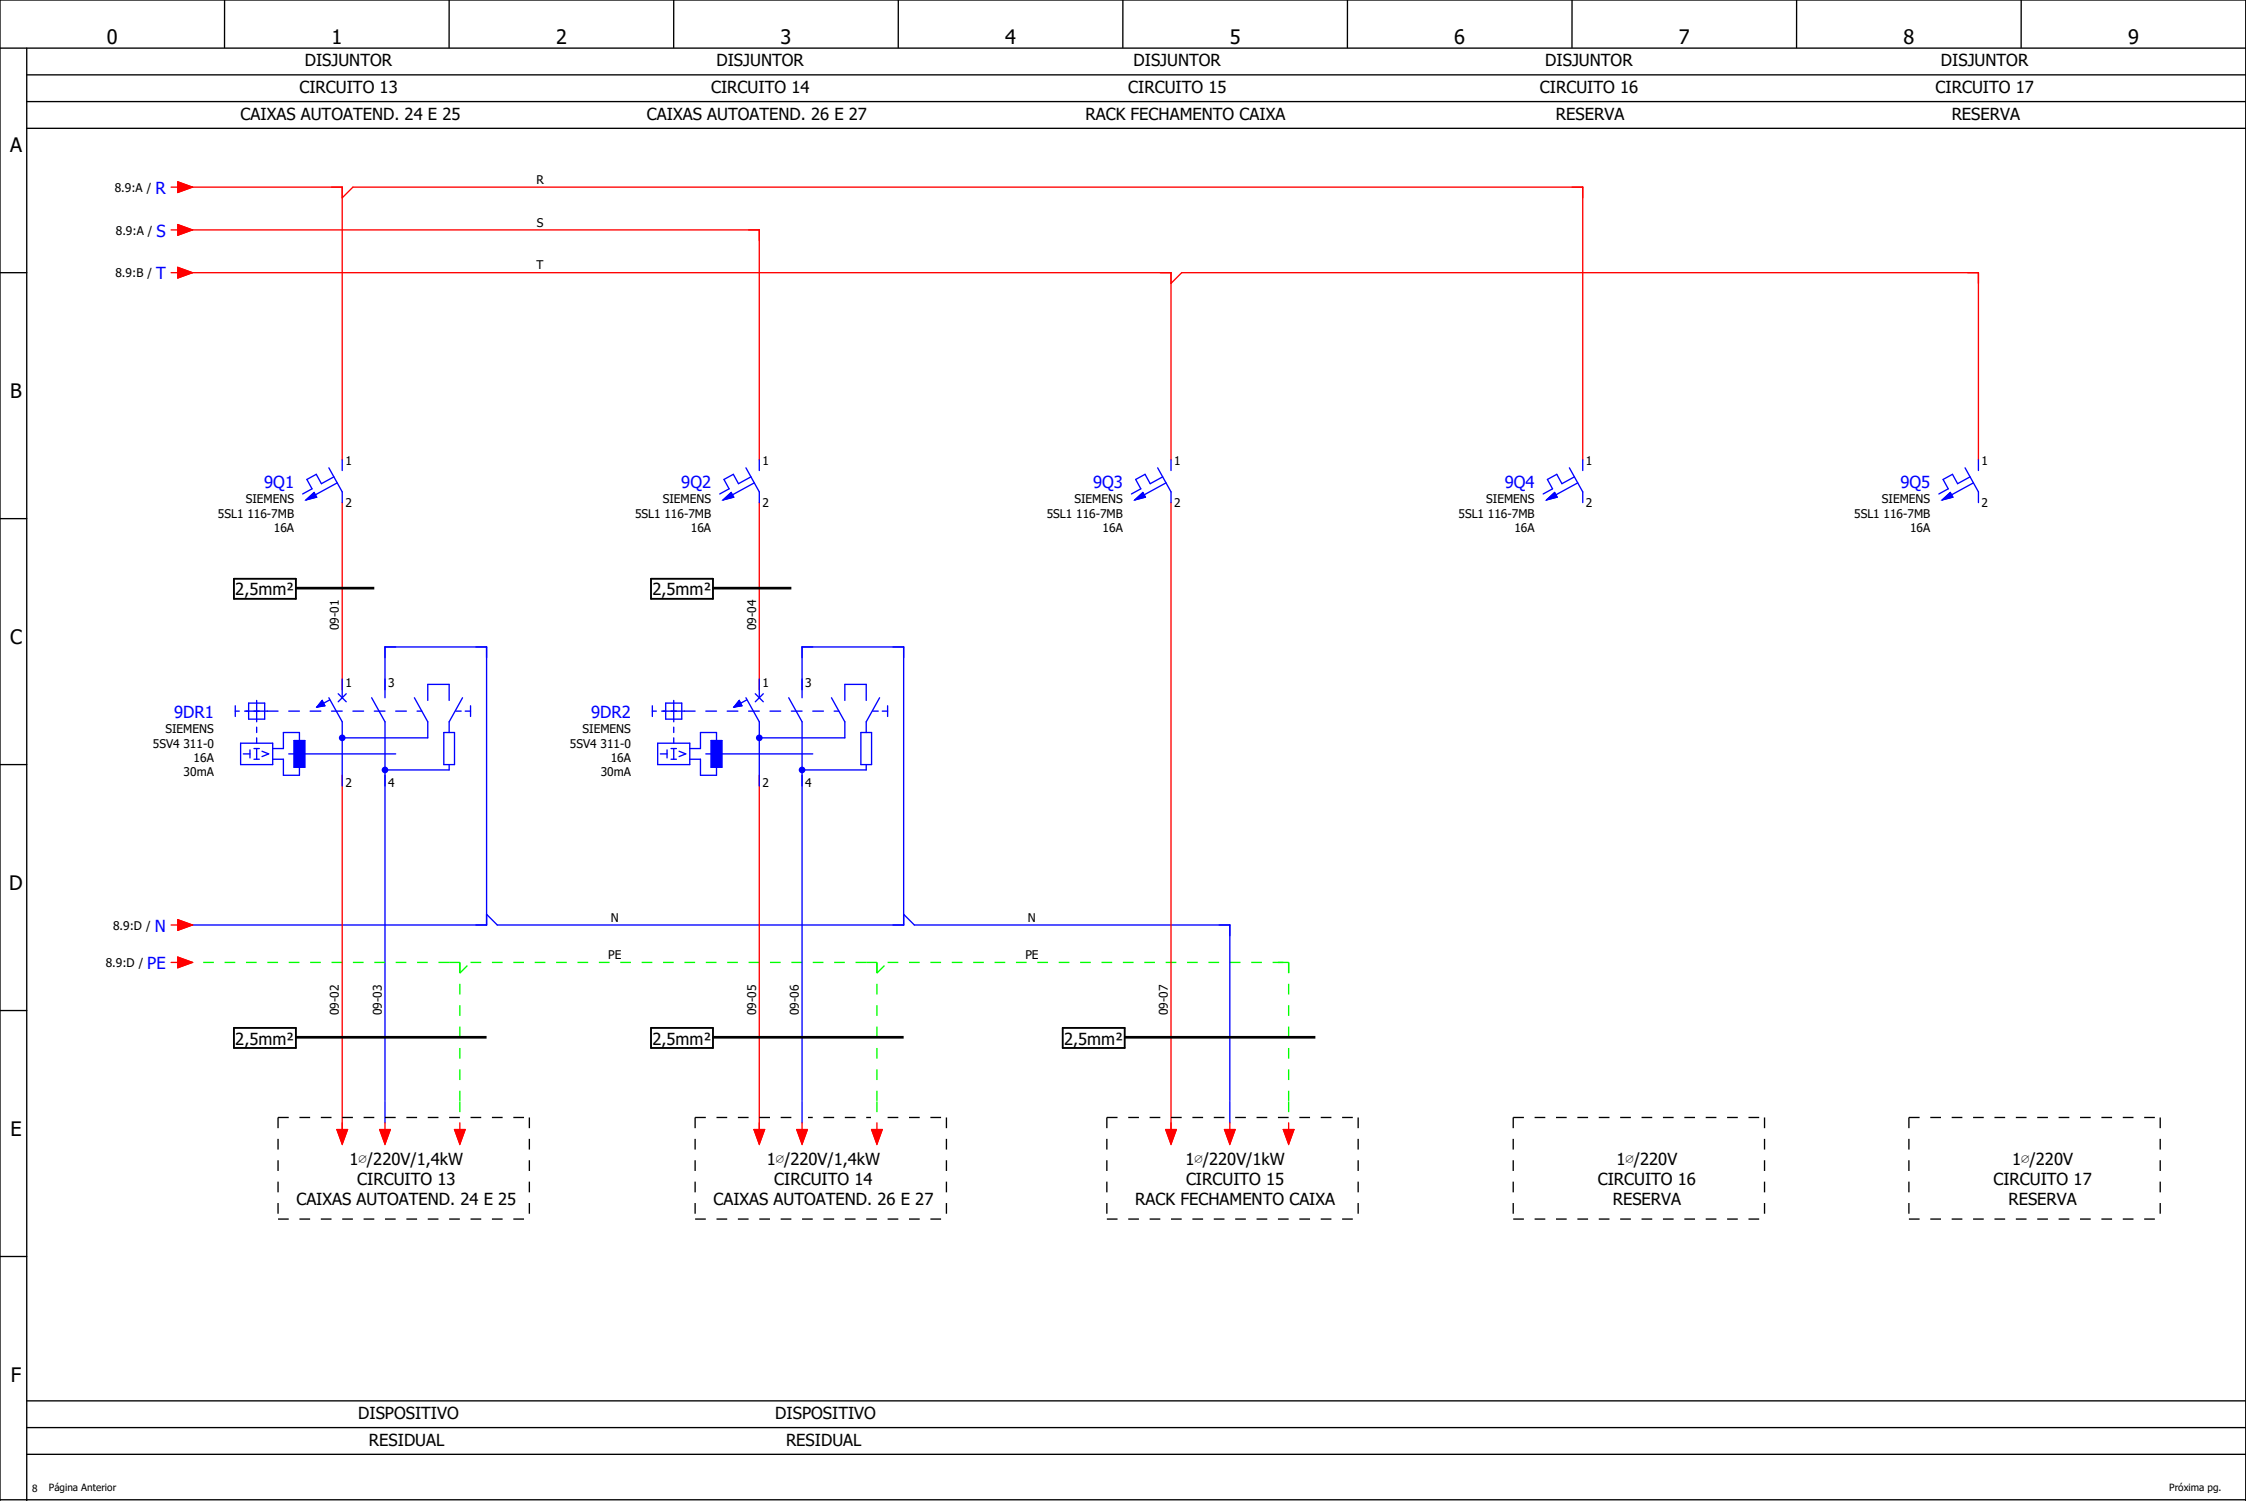 0 1 2 3 4 5 6 7 8 9
DISJUNTOR DISJUNTOR DISJUNTOR DISJUNTOR DISJUNTOR
CIRCUITO 13 CIRCUITO 14 CIRCUITO 15 CIRCUITO 16 CIRCUITO 17
CAIXAS AUTOATEND. 24 E 25 CAIXAS AUTOATEND. 26 E 27 RACK FECHAMENTO CAIXA RESERVA RESERVA
A
8.9:A / R R
8.9:A / S S
8.9:B / T T
B
1 1 1 1 1
9Q1 9Q2 9Q3 9Q4 9Q5
SIEMENS SIEMENS SIEMENS SIEMENS SIEMENS
2 2 2 2 2
5SL1 116-7MB 5SL1 116-7MB 5SL1 116-7MB 5SL1 116-7MB 5SL1 116-7MB
16A 16A 16A 16A 16A
2,5mm² 2,5mm²
09-01 09-04
C
1 3 1 3
9DR1 9DR2
SIEMENS SIEMENS
5SV4 311-0 5SV4 311-0
16A I> 16A I>
30mA 30mA
2 4 2 4
D
8.9:D / N N N
8.9:D / PE PE PE
09-02 09-03 09-05 09-06 09-07
2,5mm² 2,5mm² 2,5mm²
E
1⌀/220V/1,4kW 1⌀/220V/1,4kW 1⌀/220V/1kW 1⌀/220V 1⌀/220V
CIRCUITO 13 CIRCUITO 14 CIRCUITO 15 CIRCUITO 16 CIRCUITO 17
CAIXAS AUTOATEND. 24 E 25 CAIXAS AUTOATEND. 26 E 27 RACK FECHAMENTO CAIXA RESERVA RESERVA
F
DISPOSITIVO DISPOSITIVO
RESIDUAL RESIDUAL
8 Página Anterior Próxima pg.